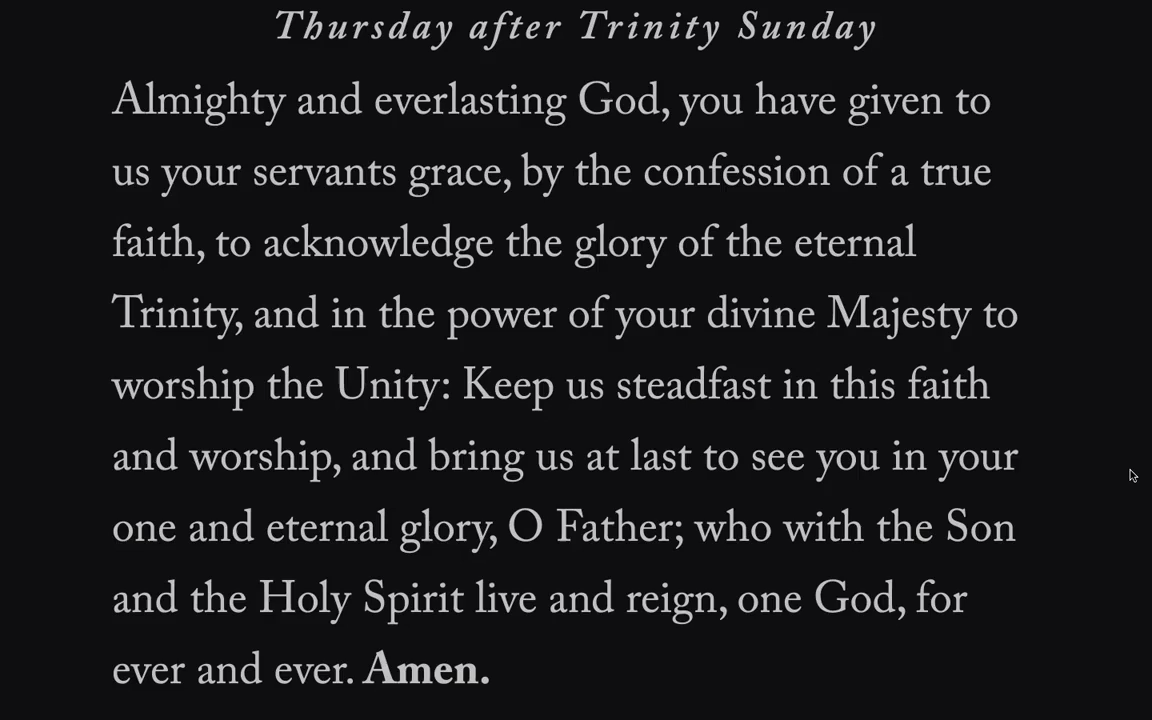 Thursday after Trinity Sunday
Almighty and everlasting God, you have given to
us your servants grace, by the confession of a true
faith, to acknowledge the glory of the eternal
Trinity, and in the power of your divine Majesty to
worship the Unity: Keep us steadfast in this faith
and worship, and bring us at last to see you in your
one and eternal glory, O Father; who with the Son
and the Holy Spirit live and reign, one God, for
ever and ever. Amen.